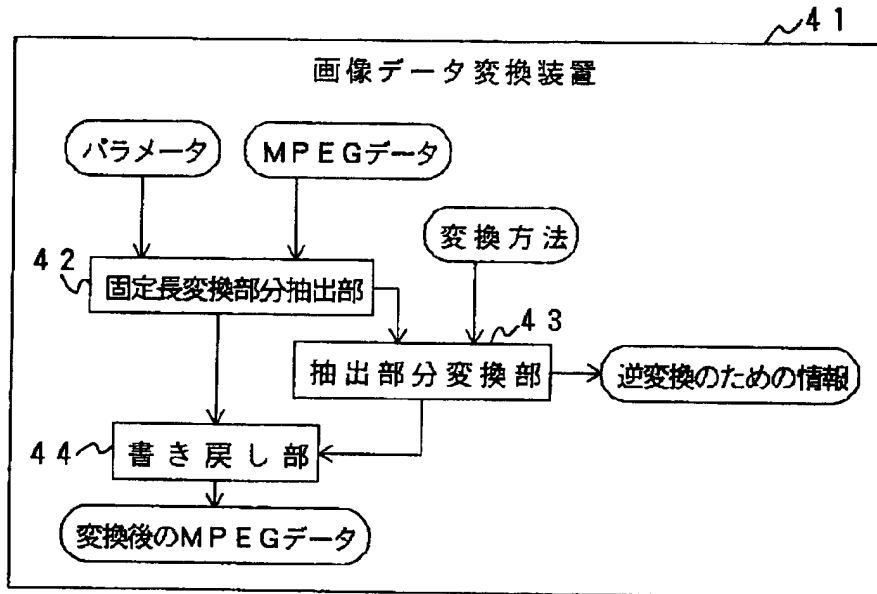 41
画像データ変換装置
パラメータ
MPEGデータ
変換方法
42
固定長変換部分抽出部
43
抽出部分変換部
逆変換のための情報
44
書き戻し部
変換後のMPEGデータ